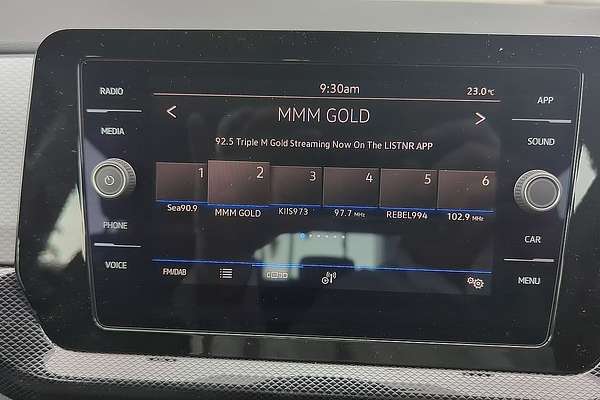 9:30am
23.0°C
RADIO
MEDIA
PHONE
VOICE
APP
SOUND
CAR
MENU
< MMM GOLD >
92.5 Triple M Gold Streaming Now On The LISTNR APP
1 2 3 4 5 6
Sea90.9 MMM GOLD KIIS973 97.7 MHz REBEL994 102.9 MHz
FM/DAB